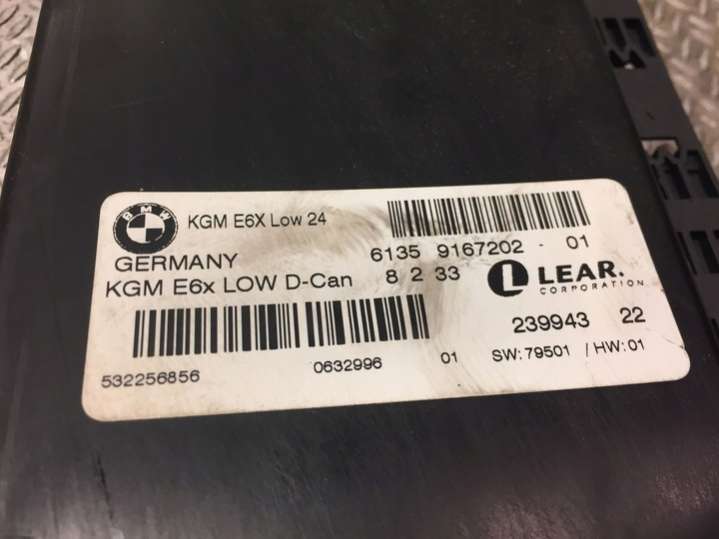 BMW
KGM E6X Low 24
6135 9167202 - 01
GERMANY
KGM E6x LOW D-Can
8 2 33
LEAR.
CORPORATION
239943 22
532256856
0632996
01
SW:79501 / HW:01